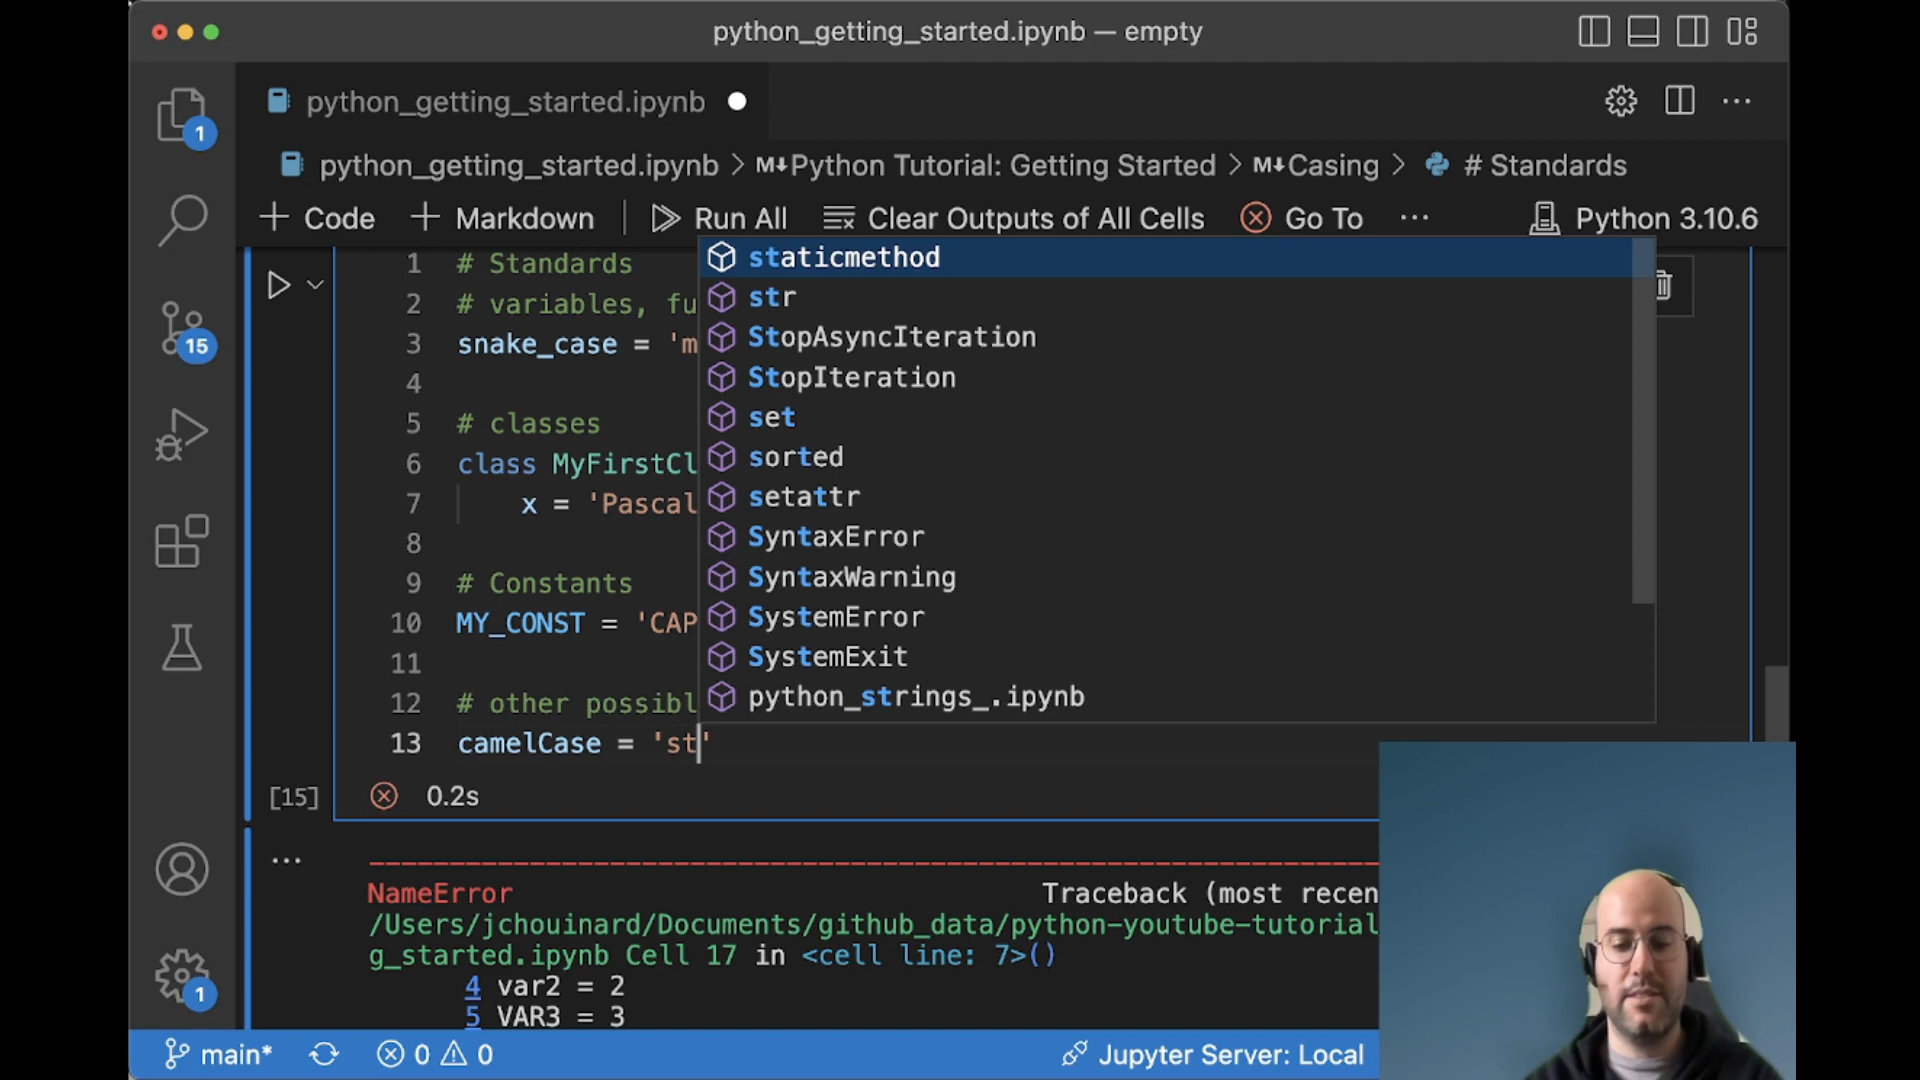 python_getting_started.ipynb — empty
python_getting_started.ipynb
python_getting_started.ipynb > M↓Python Tutorial: Getting Started > M↓Casing > # Standards
+ Code + Markdown Run All Clear Outputs of All Cells Go To ··· Python 3.10.6
1 # Standards
2 # variables, fu
3 snake_case = 'm
4
5 # classes
6 class MyFirstCl
7 x = 'Pascal
8
9 # Constants
10 MY_CONST = 'CAP
11
12 # other possibl
13 camelCase = 'st'
staticmethod
str
StopAsyncIteration
StopIteration
set
sorted
setattr
SyntaxError
SyntaxWarning
SystemError
SystemExit
python_strings_.ipynb
[15] 0.2s
NameError Traceback (most recen
/Users/jchouinard/Documents/github_data/python-youtube-tutorial
g_started.ipynb Cell 17 in <cell line: 7>()
4 var2 = 2
5 VAR3 = 3
1
15
1
main* 0 0 Jupyter Server: Local